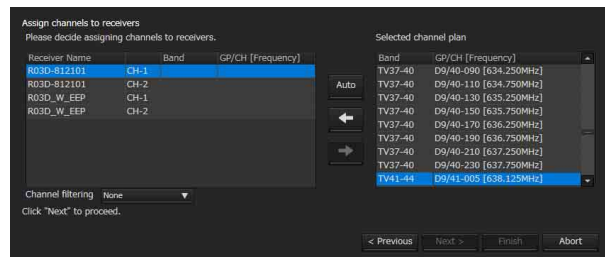 Assign channels to receivers
Please decide assigning channels to receivers.
Receiver Name Band GP/CH [Frequency]
R03D-812101 CH-1
R03D-812101 CH-2
R03D_W_EEP CH-1
R03D_W_EEP CH-2
Channel filtering None
Click "Next" to proceed.
Auto
Selected channel plan
Band GP/CH [Frequency]
TV37-40 D9/40-090 [634.250MHz]
TV37-40 D9/40-110 [634.750MHz]
TV37-40 D9/40-130 [635.250MHz]
TV37-40 D9/40-150 [635.750MHz]
TV37-40 D9/40-170 [636.250MHz]
TV37-40 D9/40-190 [636.750MHz]
TV37-40 D9/40-210 [637.250MHz]
TV37-40 D9/40-230 [637.750MHz]
TV41-44 D9/41-005 [638.125MHz]
< Previous Next > Finish Abort